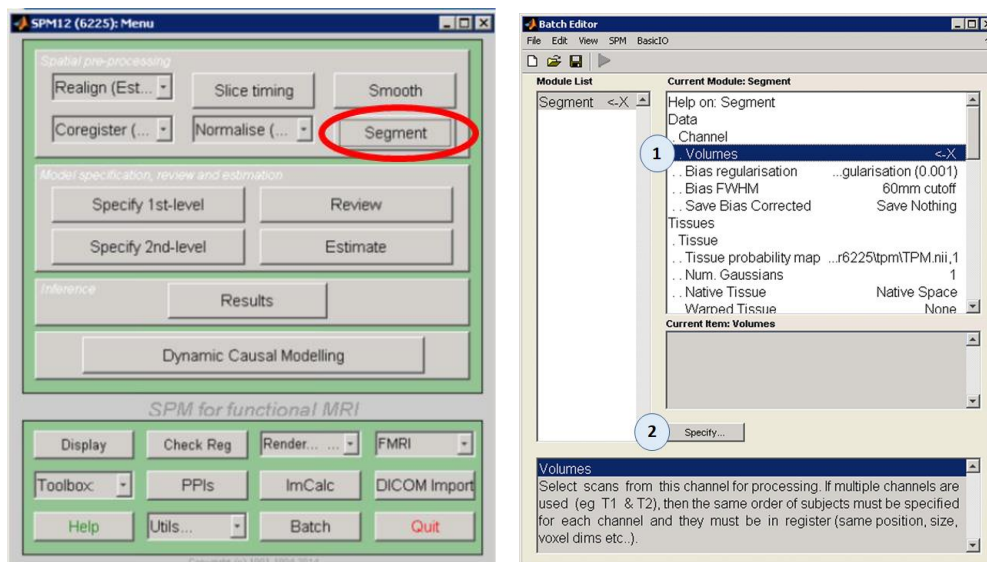 SPM12 (6225): Menu
Spatial pre-processing
Realign (Est...
Slice timing
Smooth
Coregister (...
Normalise (...
Segment
Model specification, review and estimation
Specify 1st-level
Review
Specify 2nd-level
Estimate
Inference
Results
Dynamic Causal Modelling
SPM for functional MRI
Display
Check Reg
Render... ...
FMRI
Toolbox:
PPIs
ImCalc
DICOM Import
Help
Utils...
Batch
Quit
Batch Editor
File Edit View SPM BasicIO
Module List
Segment <-X
Current Module: Segment
Help on: Segment
Data
. Channel
1
. . Volumes <-X
. . Bias regularisation ...gularisation (0.001)
. . Bias FWHM 60mm cutoff
. . Save Bias Corrected Save Nothing
Tissues
. Tissue
. . Tissue probability map ...r6225\tpm\TPM.nii,1
. . Num. Gaussians 1
. . Native Tissue Native Space
. . Warped Tissue None
Current Item: Volumes
2
Specify...
Volumes
Select scans from this channel for processing. If multiple channels are
used (eg T1 & T2), then the same order of subjects must be specified
for each channel and they must be in register (same position, size,
voxel dims etc..).